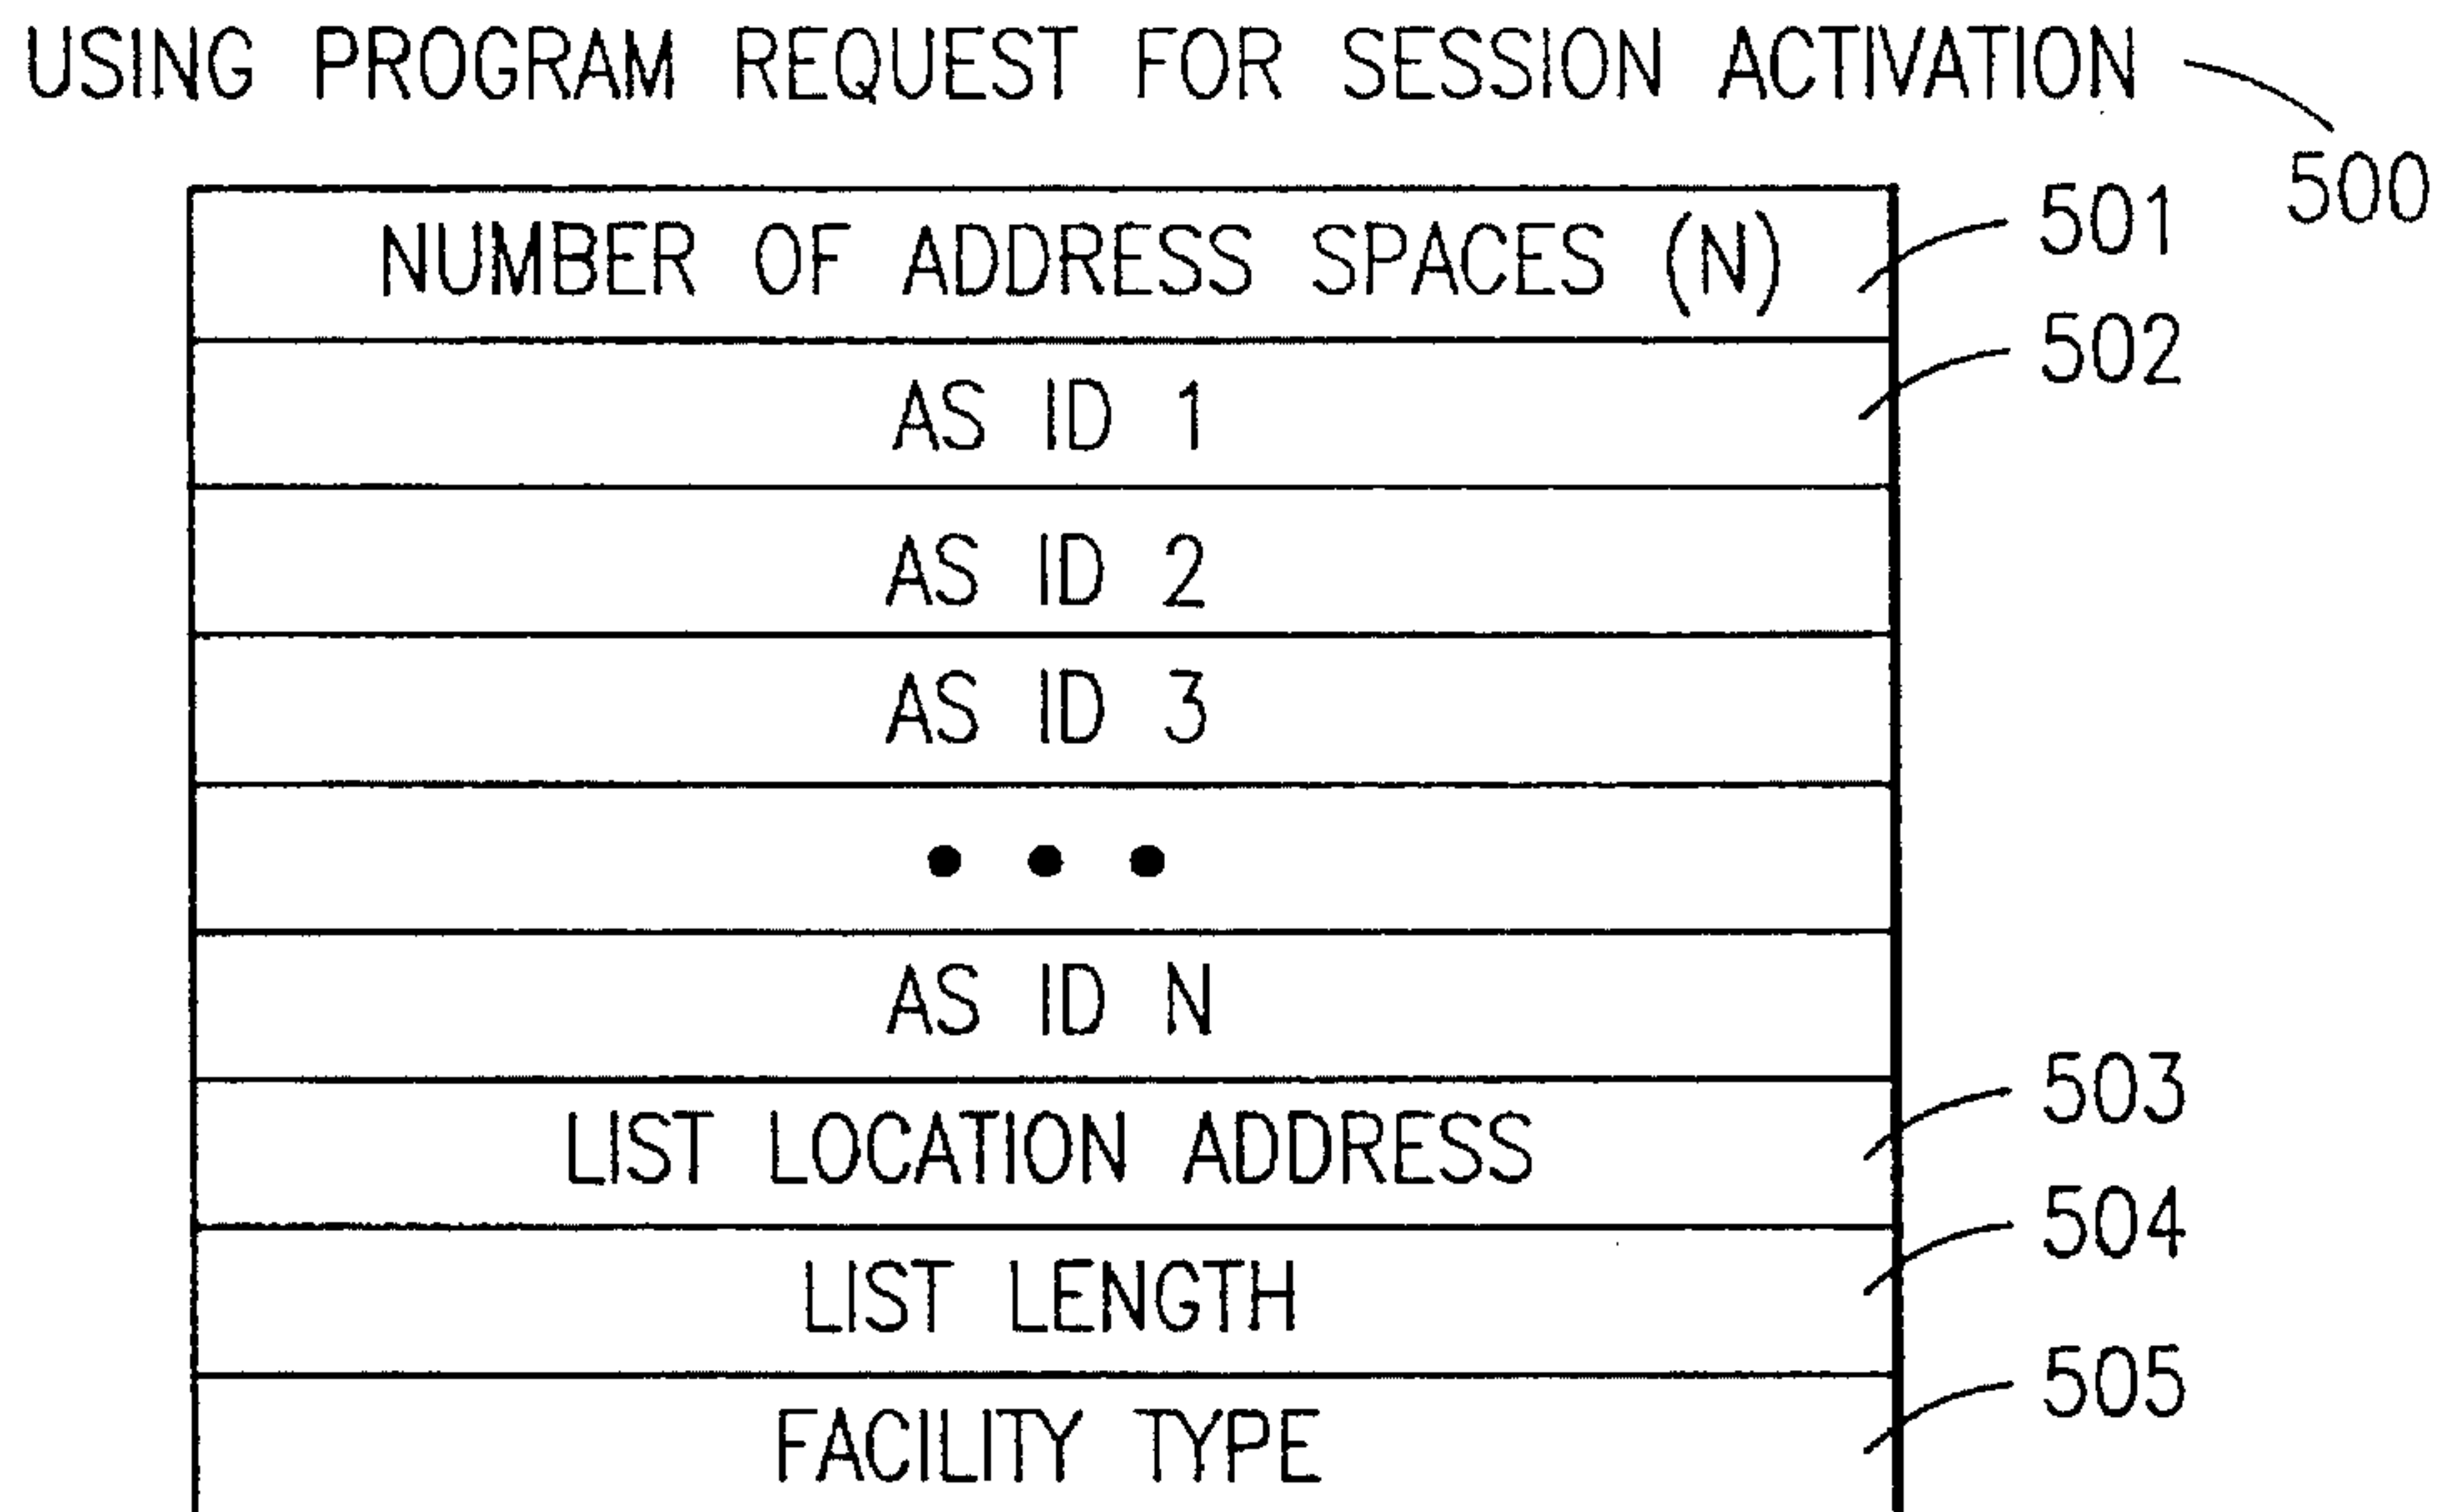 USING PROGRAM REQUEST FOR SESSION ACTIVATION
500
NUMBER OF ADDRESS SPACES (N)
501
AS ID 1
502
AS ID 2
AS ID 3
• • •
AS ID N
LIST LOCATION ADDRESS
503
LIST LENGTH
504
FACILITY TYPE
505